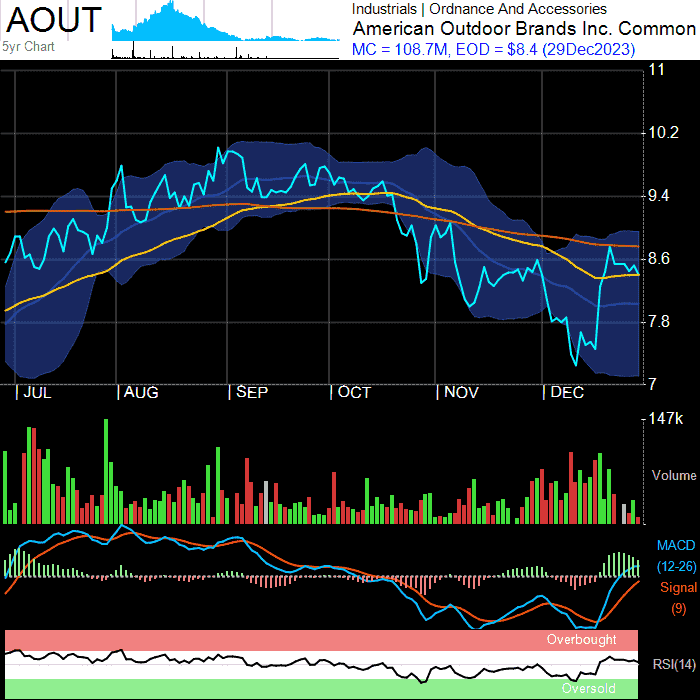 AOUT
5yr Chart
Industrials | Ordnance And Accessories
American Outdoor Brands Inc. Common
MC = 108.7M, EOD = $8.4 (29Dec2023)
11
10.2
9.4
8.6
7.8
7
JUL AUG SEP OCT NOV DEC
147k
Volume
MACD
(12-26)
Signal
(9)
Overbought
RSI(14)
Oversold